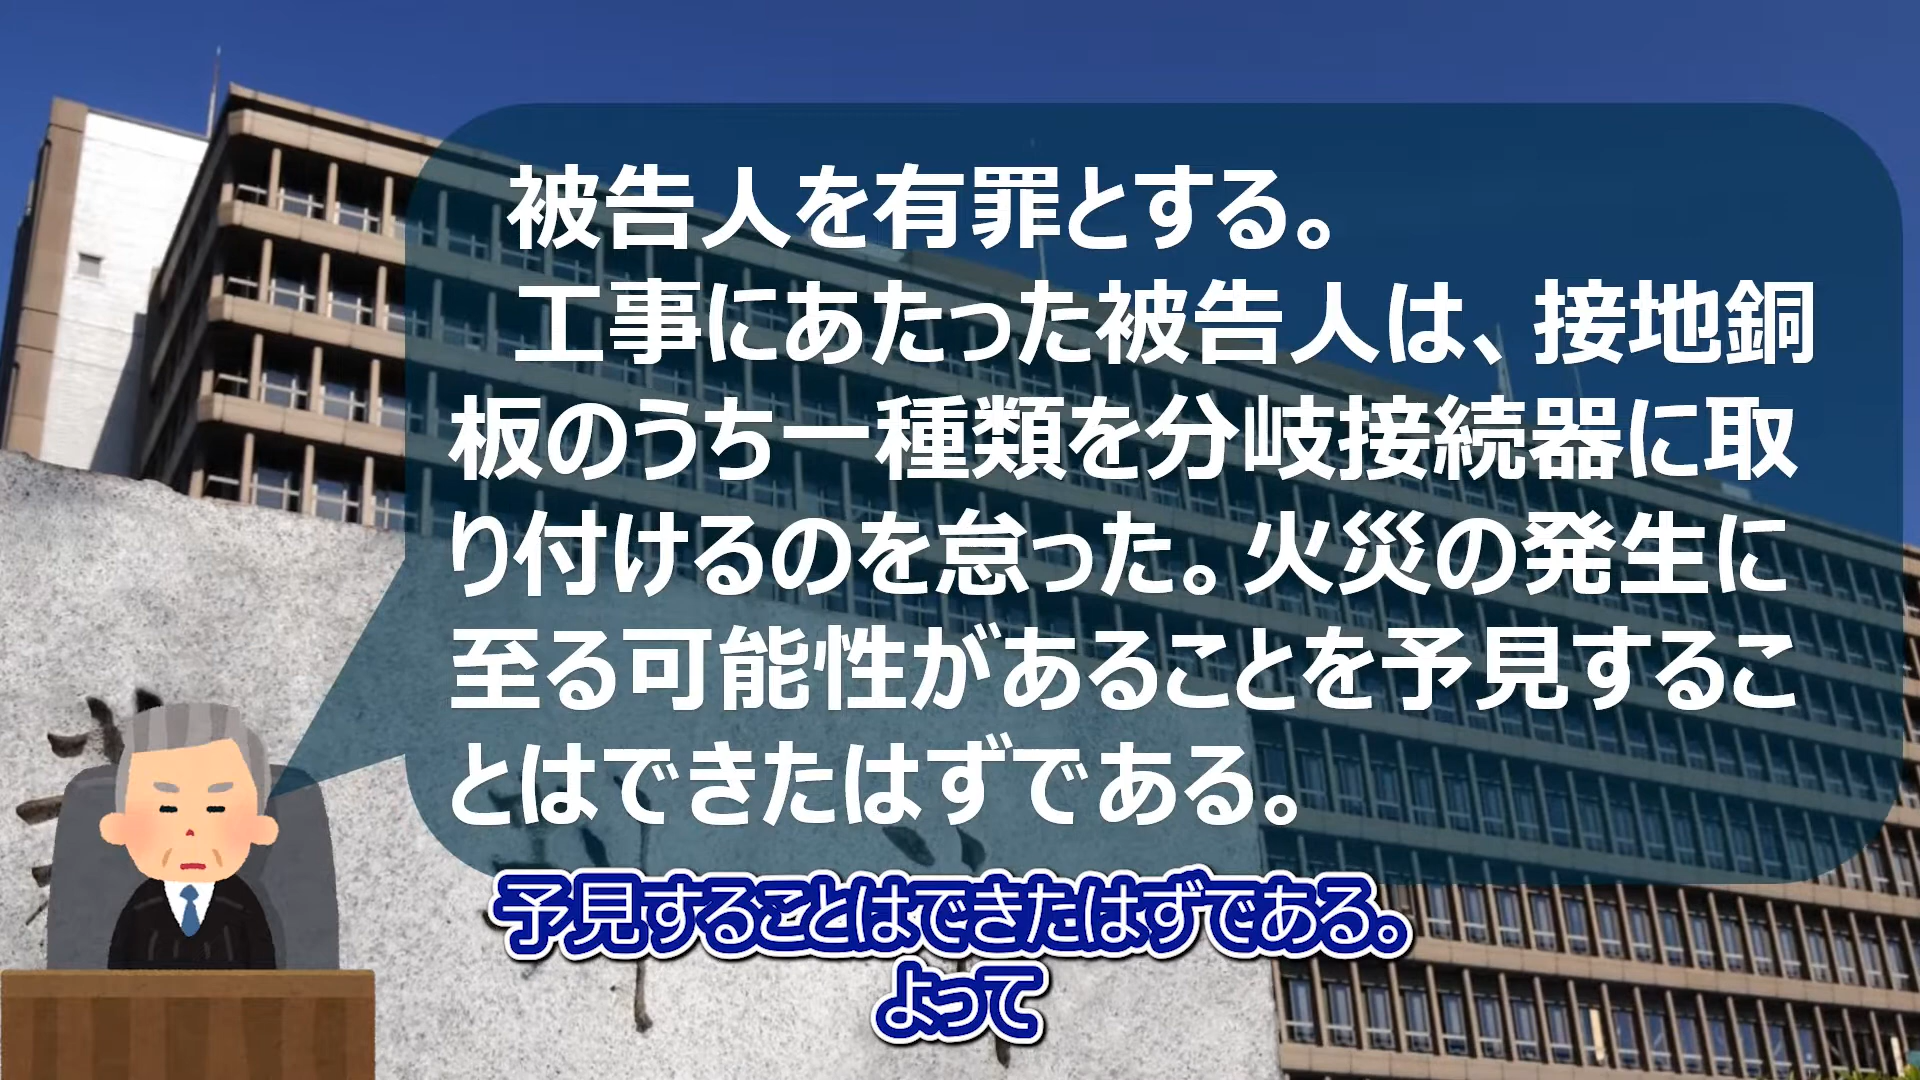 被告人を有罪とする。
工事にあたった被告人は、接地銅
板のうち一種類を分岐接続器に取
り付けるのを怠った。火災の発生に
至る可能性があることを予見するこ
とはできたはずである。
予見することはできたはずである。
よって